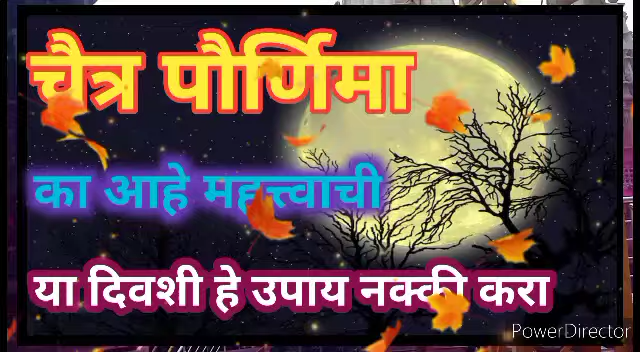 चैत्र पौर्णिमा
का आहे महत्त्वाची
या दिवशी हे उपाय नक्की करा
PowerDirector